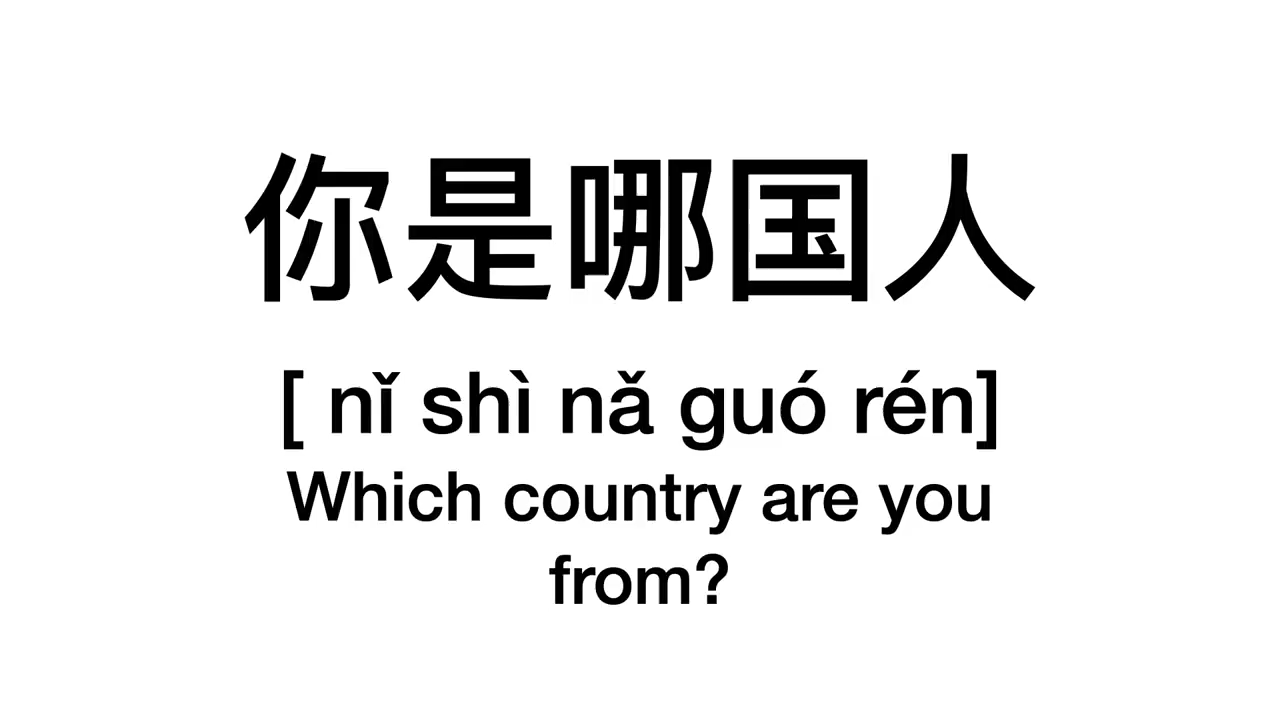 你是哪国人
[ nǐ shì nǎ guó rén]
Which country are you
from?